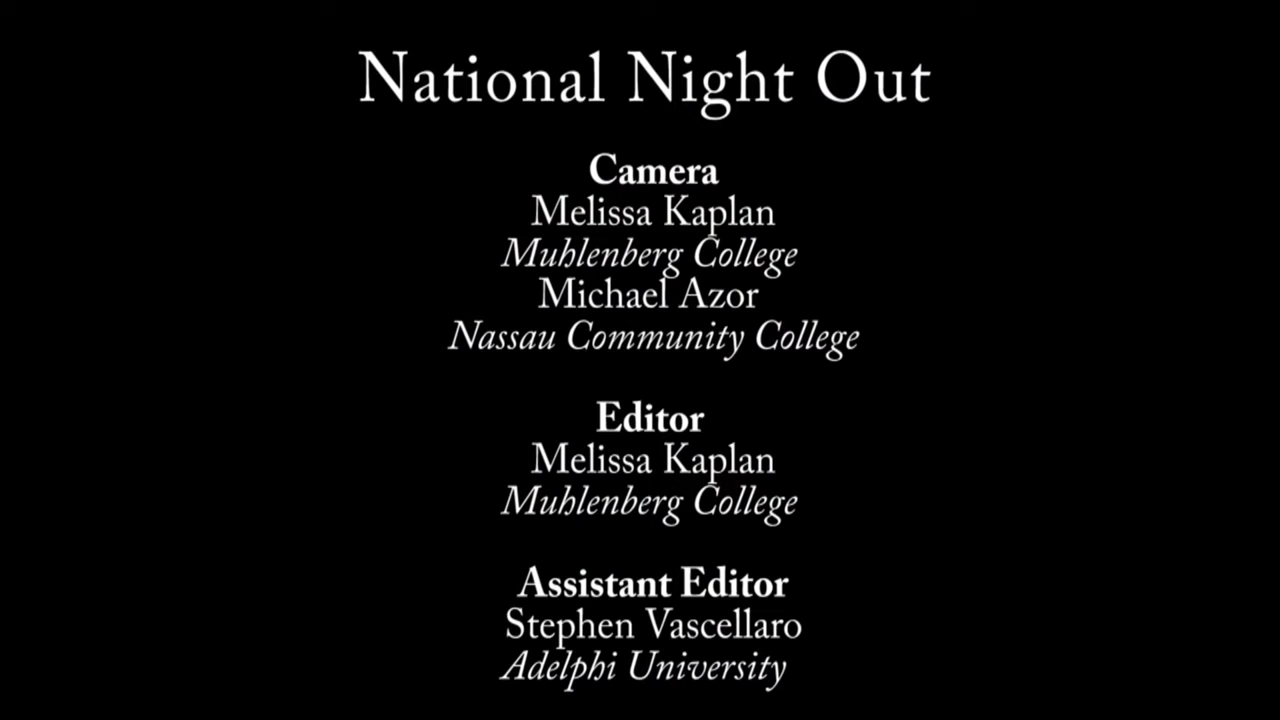 National Night Out
Camera
Melissa Kaplan
Muhlenberg College
Michael Azor
Nassau Community College
Editor
Melissa Kaplan
Muhlenberg College
Assistant Editor
Stephen Vascellaro
Adelphi University